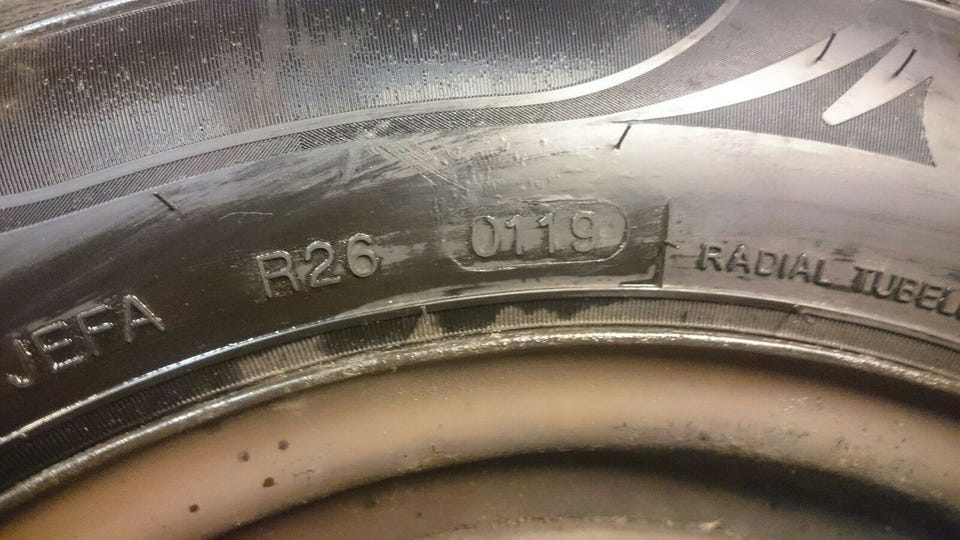 JEFA R26 0119 RADIAL TUBEL